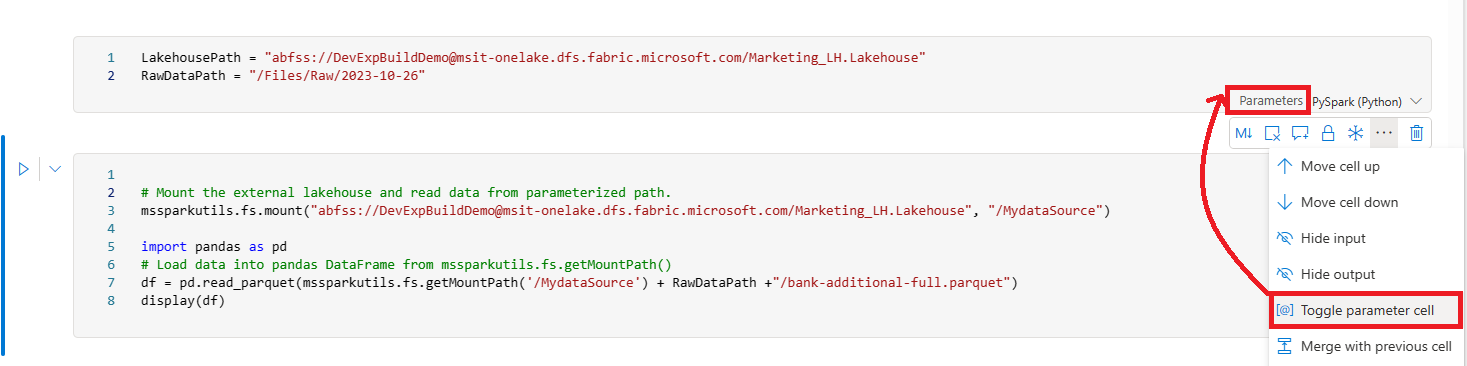 1 LakehousePath = "abfss://DevExpBuildDemo@msit-onelake.dfs.fabric.microsoft.com/Marketing_LH.Lakehouse"
2 RawDataPath = "/Files/Raw/2023-10-26"
Parameters PySpark (Python)
M↓ ···
1
2 # Mount the external lakehouse and read data from parameterized path.
3 mssparkutils.fs.mount("abfss://DevExpBuildDemo@msit-onelake.dfs.fabric.microsoft.com/Marketing_LH.Lakehouse", "/MydataSource")
4
5 import pandas as pd
6 # Load data into pandas DataFrame from mssparkutils.fs.getMountPath()
7 df = pd.read_parquet(mssparkutils.fs.getMountPath('/MydataSource') + RawDataPath +"/bank-additional-full.parquet")
8 display(df)
Move cell up
Move cell down
Hide input
Hide output
[@] Toggle parameter cell
Merge with previous cell